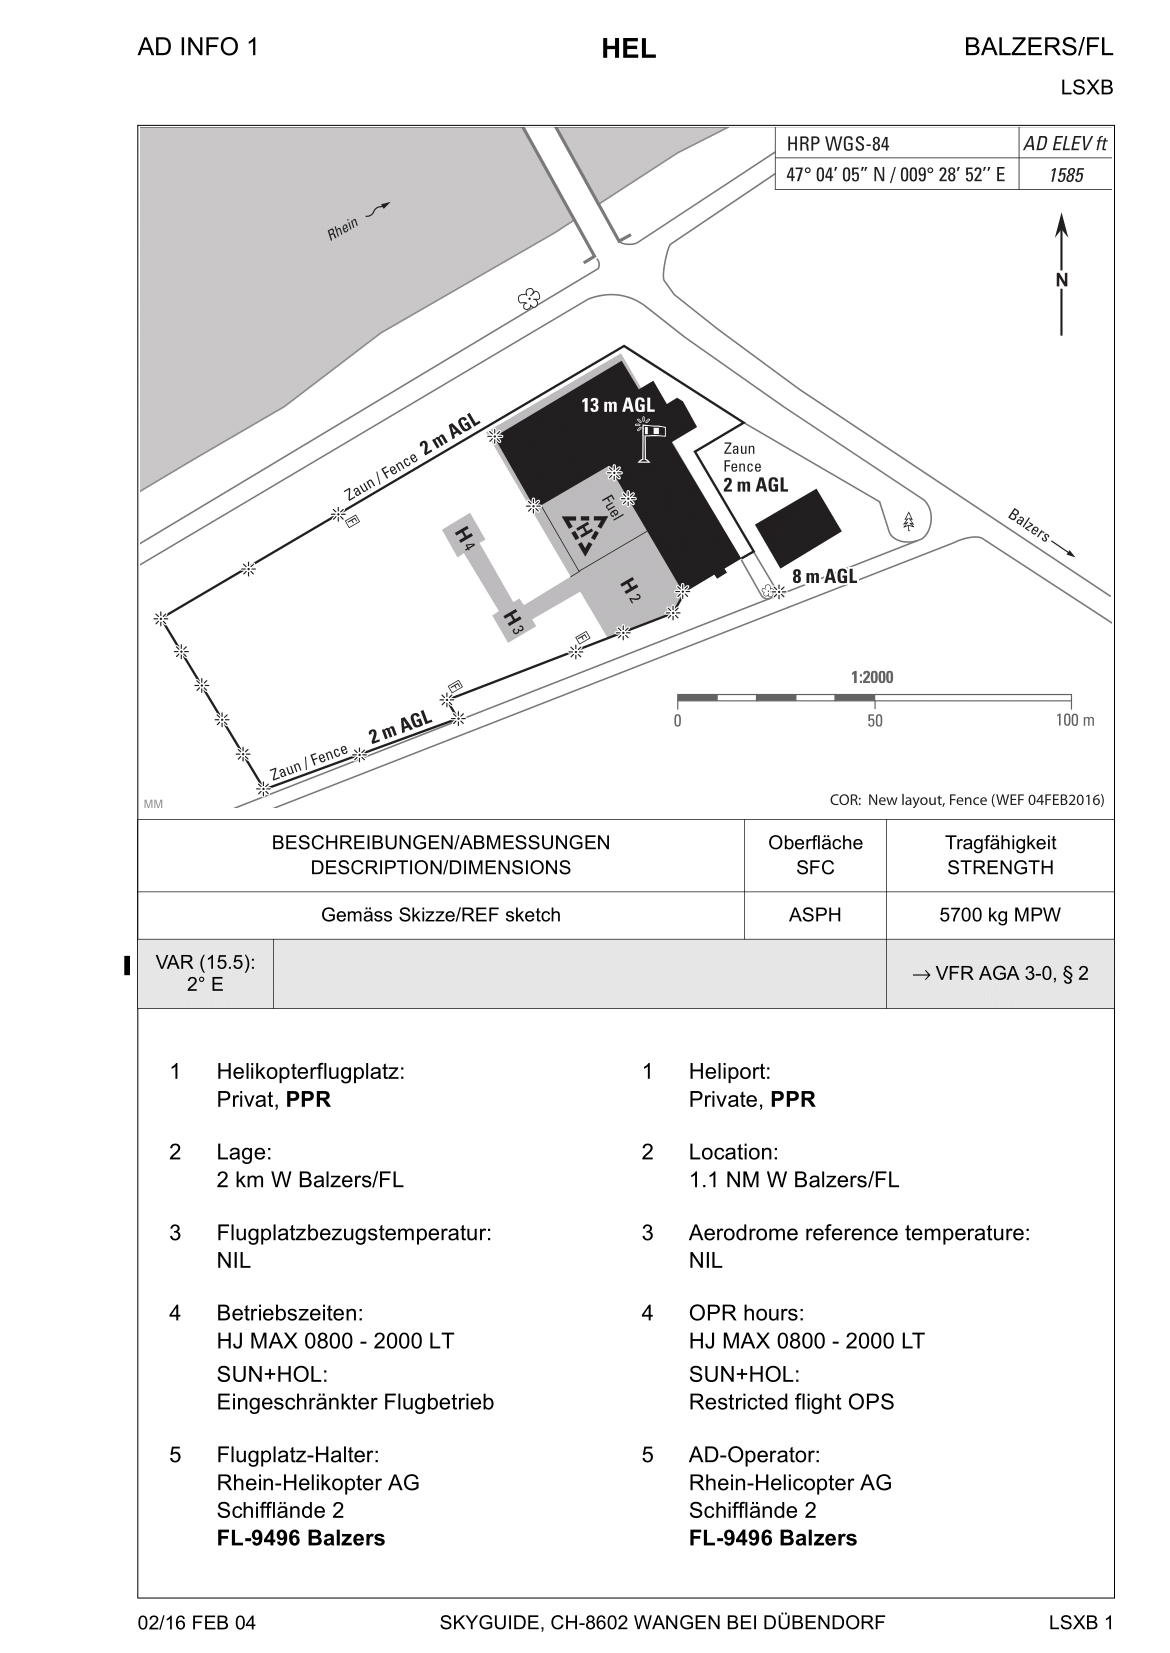 AD INFO 1
HEL
BALZERS/FL
LSXB
HRP WGS-84
AD ELEV ft
47° 04′ 05″ N / 009° 28′ 52″ E
1585
Rhein
N
13 m AGL
Zaun / Fence 2 m AGL
Zaun
Fence
2 m AGL
F
Fuel
H
H 4
Balzers
8 m AGL
H 2
H 3
F
F
1:2000
0
50
100 m
Zaun / Fence 2 m AGL
MM
COR: New layout, Fence (WEF 04FEB2016)
BESCHREIBUNGEN/ABMESSUNGEN
DESCRIPTION/DIMENSIONS
Oberfläche
SFC
Tragfähigkeit
STRENGTH
Gemäss Skizze/REF sketch
ASPH
5700 kg MPW
VAR (15.5):
2° E
→ VFR AGA 3-0, § 2
1 Helikopterflugplatz:
Privat, PPR
2 Lage:
2 km W Balzers/FL
3 Flugplatzbezugstemperatur:
NIL
4 Betriebszeiten:
HJ MAX 0800 - 2000 LT
SUN+HOL:
Eingeschränkter Flugbetrieb
5 Flugplatz-Halter:
Rhein-Helikopter AG
Schifflände 2
FL-9496 Balzers
1 Heliport:
Private, PPR
2 Location:
1.1 NM W Balzers/FL
3 Aerodrome reference temperature:
NIL
4 OPR hours:
HJ MAX 0800 - 2000 LT
SUN+HOL:
Restricted flight OPS
5 AD-Operator:
Rhein-Helicopter AG
Schifflände 2
FL-9496 Balzers
02/16 FEB 04
SKYGUIDE, CH-8602 WANGEN BEI DÜBENDORF
LSXB 1